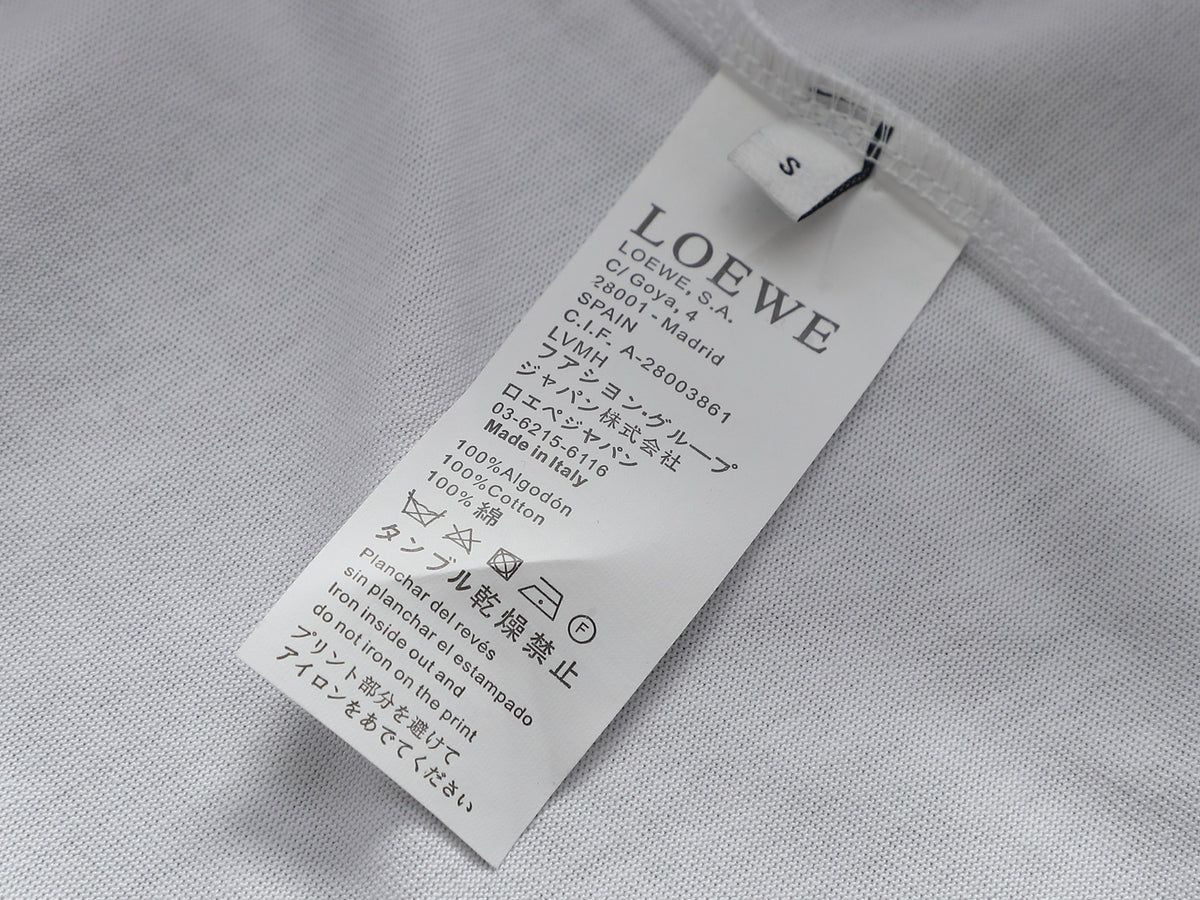 S
LOEWE
LOEWE, S.A.
C/ Goya, 4
28001 - Madrid
SPAIN
C.I.F. A-28003861
LVMH
ファション・グループ
ジャパン株式会社
ロエベジャパン
03-6215-6116
Made in Italy
100%Algodón
100%Cotton
100% 綿
F
タンブル乾燥禁止
Planchar del revés
sin planchar el estampado
Iron inside out and
do not iron on the print
プリント部分を避けて
アイロンをあでてください